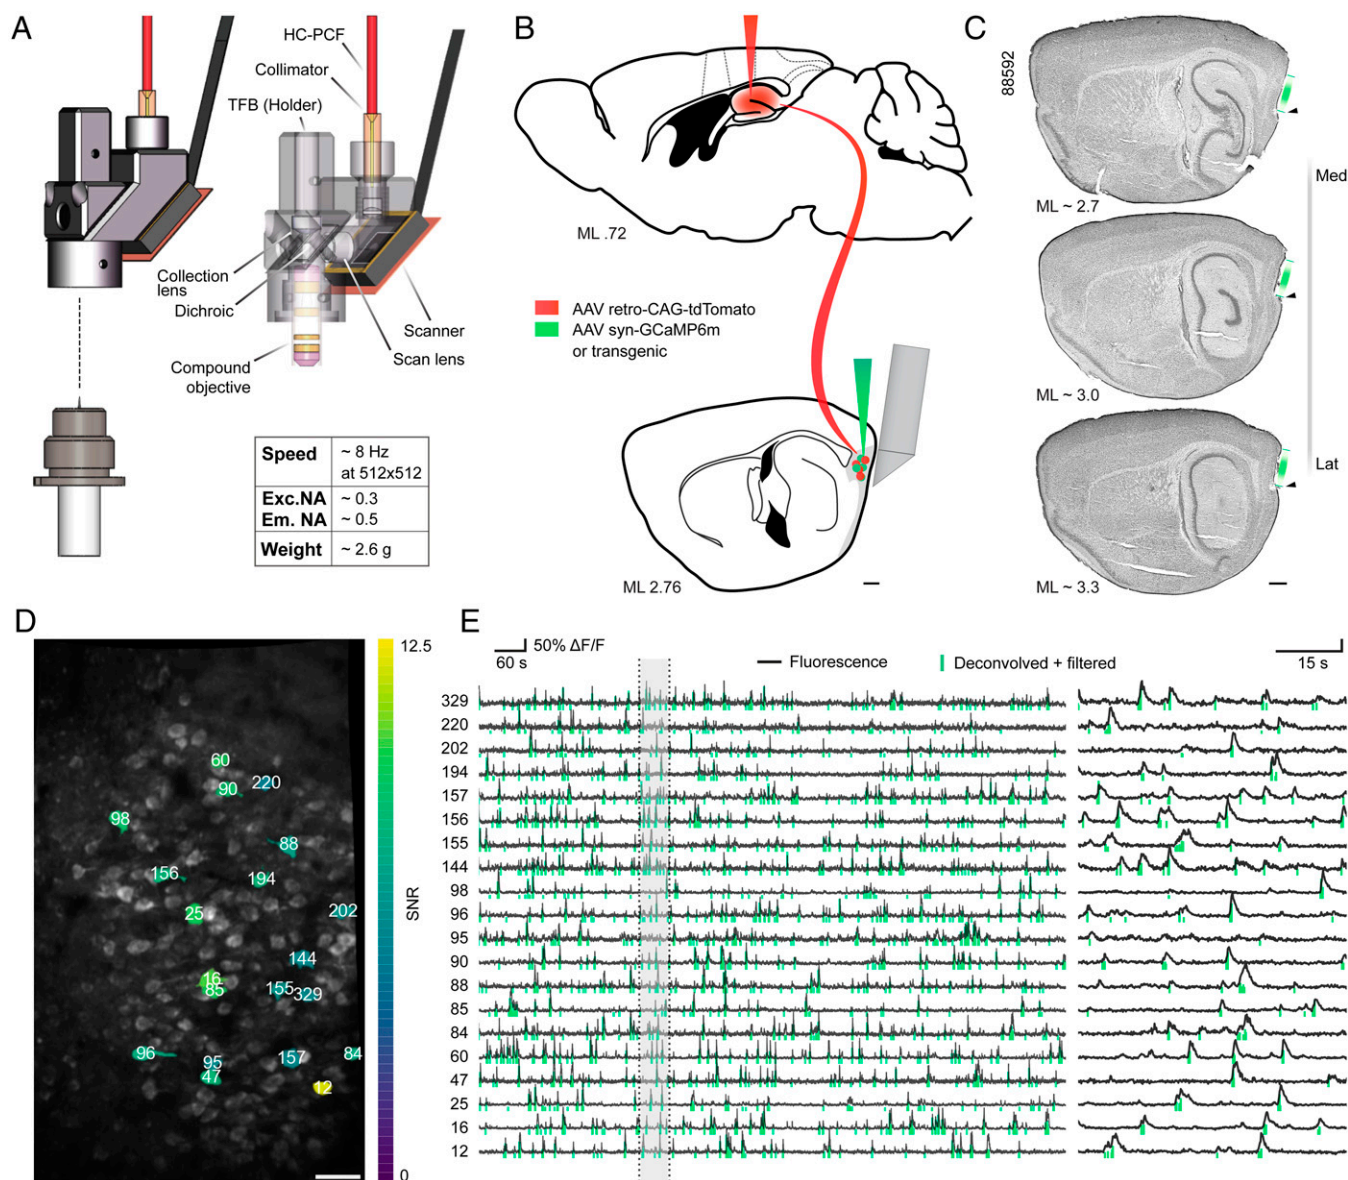 A
HC-PCF
Collimator
TFB (Holder)
Collection
lens
Dichroic
Scanner
Scan lens
Compound
objective
Speed ~ 8 Hz
at 512x512
Exc.NA ~ 0.3
Em. NA ~ 0.5
Weight ~ 2.6 g
B
ML .72
AAV retro-CAG-tdTomato
AAV syn-GCaMP6m
or transgenic
ML 2.76
C
88592
ML ~ 2.7
Med
ML ~ 3.0
Lat
ML ~ 3.3
D
60
90
220
98
88
156
194
25
202
144
16
85
155
329
96
95
157
84
47
12
12.5
SNR
0
E
50% ΔF/F
60 s
Fluorescence
Deconvolved + filtered
15 s
329
220
202
194
157
156
155
144
98
96
95
90
88
85
84
60
47
25
16
12